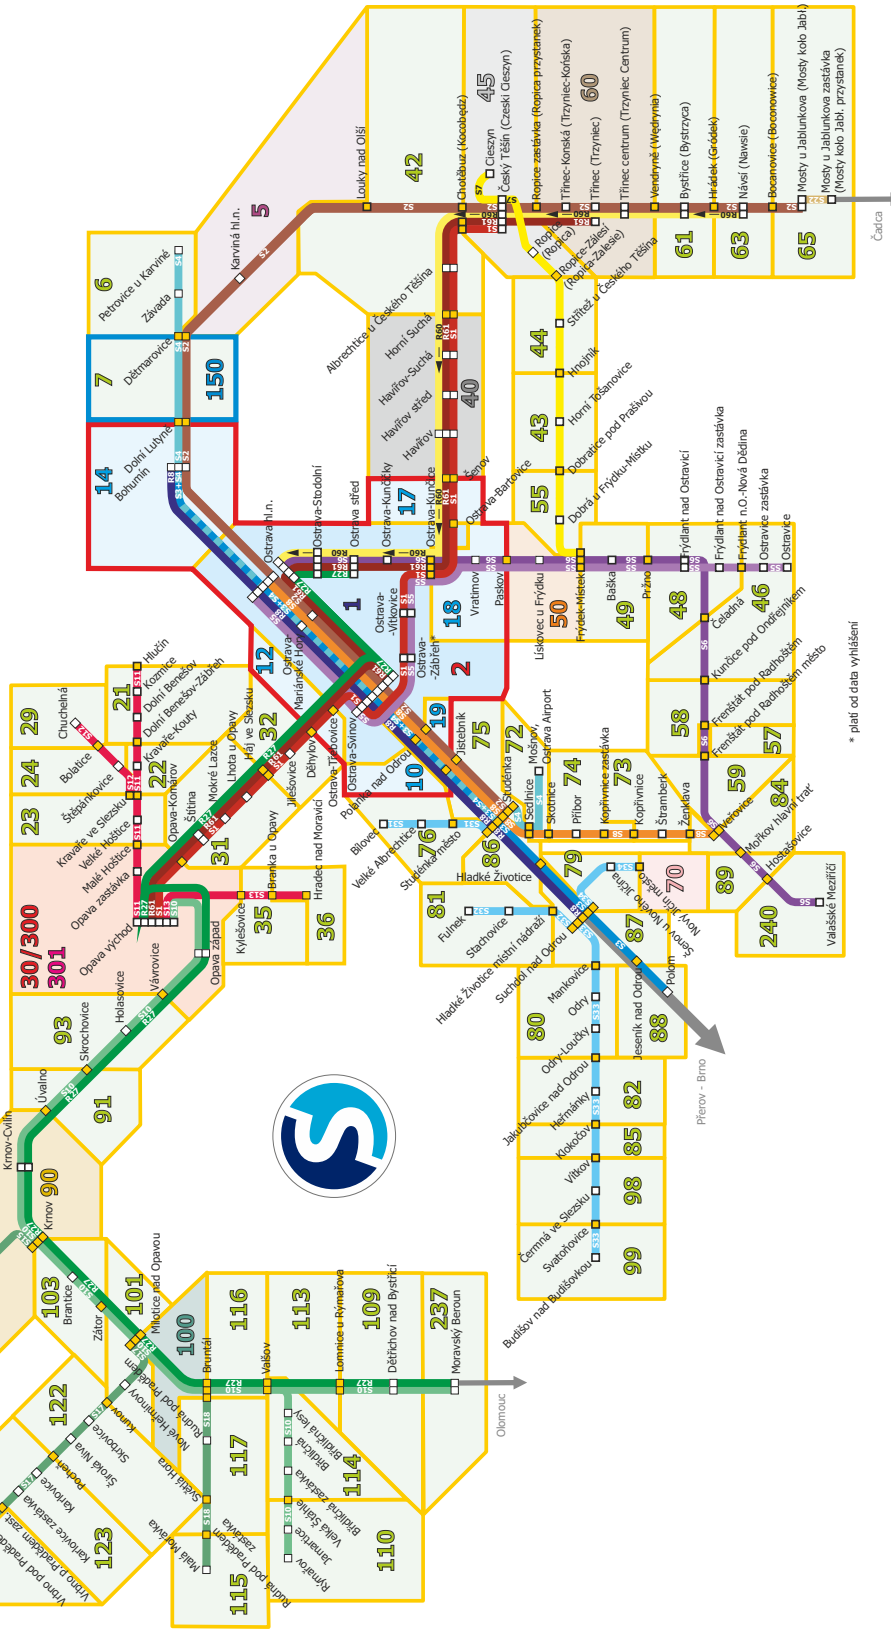 42
45
60
Louky nad Olší
Chotěbuz (Kocobędz)
Cieszyn
Český Těšín (Czeski Cieszyn)
Ropice zastávka (Ropica przystanek)
Třinec-Konská (Trzyniec-Końska)
Třinec (Trzyniec)
Třinec centrum (Trzyniec Centrum)
Vendryně (Wędrynia)
Bystřice (Bystrzyca)
Hrádek (Gródek)
Návsí (Nawsie)
Bocanovice (Boconowice)
Mosty u Jablunkova (Mosty koło Jabł.)
Mosty u Jablunkova zastávka
(Mosty koło Jabł. przystanek)
Čadca
61
63
65
5
Karviná hl.n.
6
Petrovice u Karviné
Závada
Dětmarovice
7
150
Dolní Lutyně
Bohumín
14
Ropice
(Ropica)
Ropice-Zálesí
(Ropica-Zalesie)
Střítež u Českého Těšína
Albrechtice u Českého Těšína
Horní Suchá
Havířov-Suchá
Havířov střed
Havířov
40
Šenov
Ostrava-Bartovice
44
43
55
Hnojník
Horní Tošanovice
Dobratice pod Prašivou
Dobrá u Frýdku-Místku
Ostrava hl.n.
Ostrava-Stodolní
Ostrava střed
Ostrava-Kunčičky
Ostrava-Kunčice
17
1
Ostrava-
-Vítkovice
Ostrava-
-Zábřeh*
18
2
12
Ostrava-
Mariánské Hory
Ostrava-Svinov
Ostrava-Třebovice
Děhylov
Jilešovice
Háj ve Slezsku
Lhota u Opavy
Mokré Lazce
Štítina
Opava-Komárov
32
31
Vratimov
Paskov
Lískovec u Frýdku
50
Frýdek-Místek
Baška
49
Pržno
Frýdlant nad Ostravicí
48
Frýdlant nad Ostravicí zastávka
Frýdlant n.O.-Nová Dědina
Ostravice zastávka
Ostravice
46
Čeladná
Kunčice pod Ondřejníkem
58
Frenštát pod Radhoštěm
Frenštát pod Radhoštěm město
57
59
84
Veřovice
Mořkov hlavní trať
Hostašovice
89
240
Valašské Meziříčí
* platí od data vyhlášení
29
Chuchelná
Bolatice
24
Štěpánkovice
23
Kravaře ve Slezsku
Velké Hoštice
Malé Hoštice
22
21
Hlučín
Kozmice
Dolní Benešov
Dolní Benešov-Zábřeh
Kravaře-Kouty
Opava zastávka
30/300
301
Opava východ
Opava západ
Kylešovice
Branka u Opavy
Hradec nad Moravicí
35
36
Vávrovice
Holasovice
Skrochovice
93
Úvalno
91
Krnov-Cvilín
90
Krnov
103
Brantice
Zátor
101
Milotice nad Opavou
100
Bruntál
116
Valšov
113
Lomnice u Rýmařova
109
Dětřichov nad Bystřicí
237
Moravský Beroun
Olomouc
Nové Heřminovy
Kunov
Skrbovice
Široká Niva
122
Karlovice
Karlovice zastávka
123
Rudná pod Pradědem
Světlá Hora
117
Rudná pod Pradědem
zastávka
Malá Morávka
115
Břidličná lesy
Břidličná
Břidličná zastávka
Velká Štáhle
Jamartice
Rýmařov
114
110
19
Polanka nad Odrou
10
Jistebník
75
Studénka
72
Bílovec
Velké Albrechtice
Studénka město
76
86
Sedlnice
Mošnov,
Ostrava Airport
Skotnice
74
Příbor
Kopřivnice zastávka
73
Kopřivnice
Štramberk
Ženklava
79
Hladké Životice
81
Fulnek
Stachovice
Hladké Životice místní nádraží
Suchdol nad Odrou
70
Šenov u Nového Jičína
Nový Jičín město
87
Jeseník nad Odrou
88
Polom
Přerov - Brno
80
Mankovice
Odry
Odry-Loučky
Jakubčovice nad Odrou
82
Heřmánky
85
Klokočov
Vítkov
98
Čermná ve Slezsku
Svatoňovice
99
Budišov nad Budišovkou